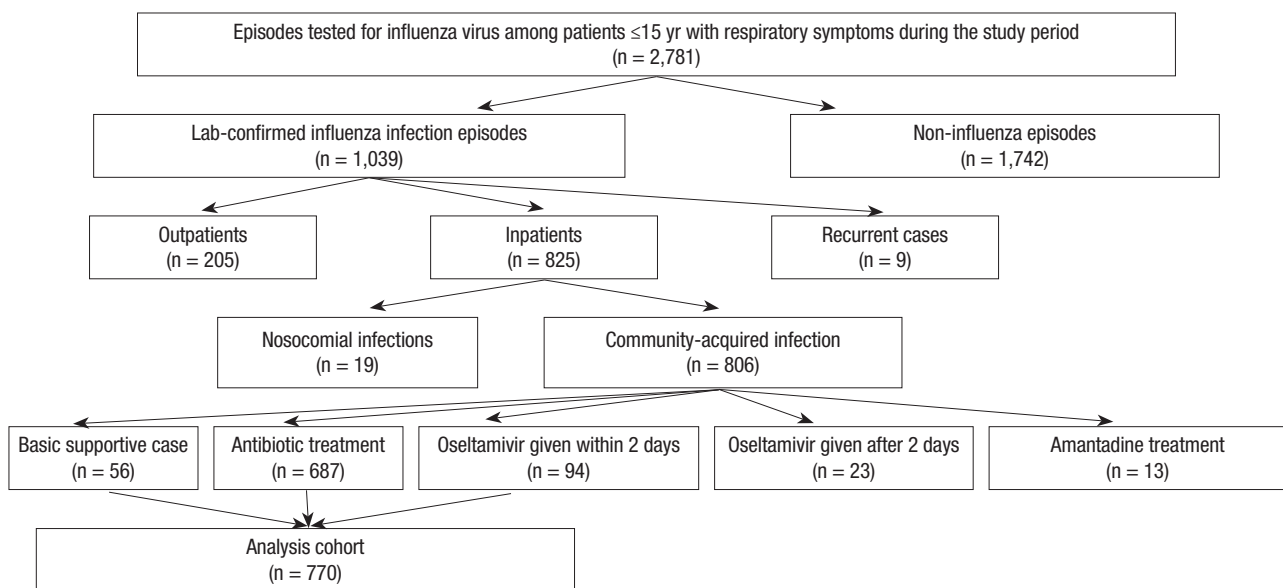 Episodes tested for influenza virus among patients ≤15 yr with respiratory symptoms during the study period
(n = 2,781)
Lab-confirmed influenza infection episodes
(n = 1,039)
Non-influenza episodes
(n = 1,742)
Outpatients
(n = 205)
Inpatients
(n = 825)
Recurrent cases
(n = 9)
Nosocomial infections
(n = 19)
Community-acquired infection
(n = 806)
Basic supportive case
(n = 56)
Antibiotic treatment
(n = 687)
Oseltamivir given within 2 days
(n = 94)
Oseltamivir given after 2 days
(n = 23)
Amantadine treatment
(n = 13)
Analysis cohort
(n = 770)